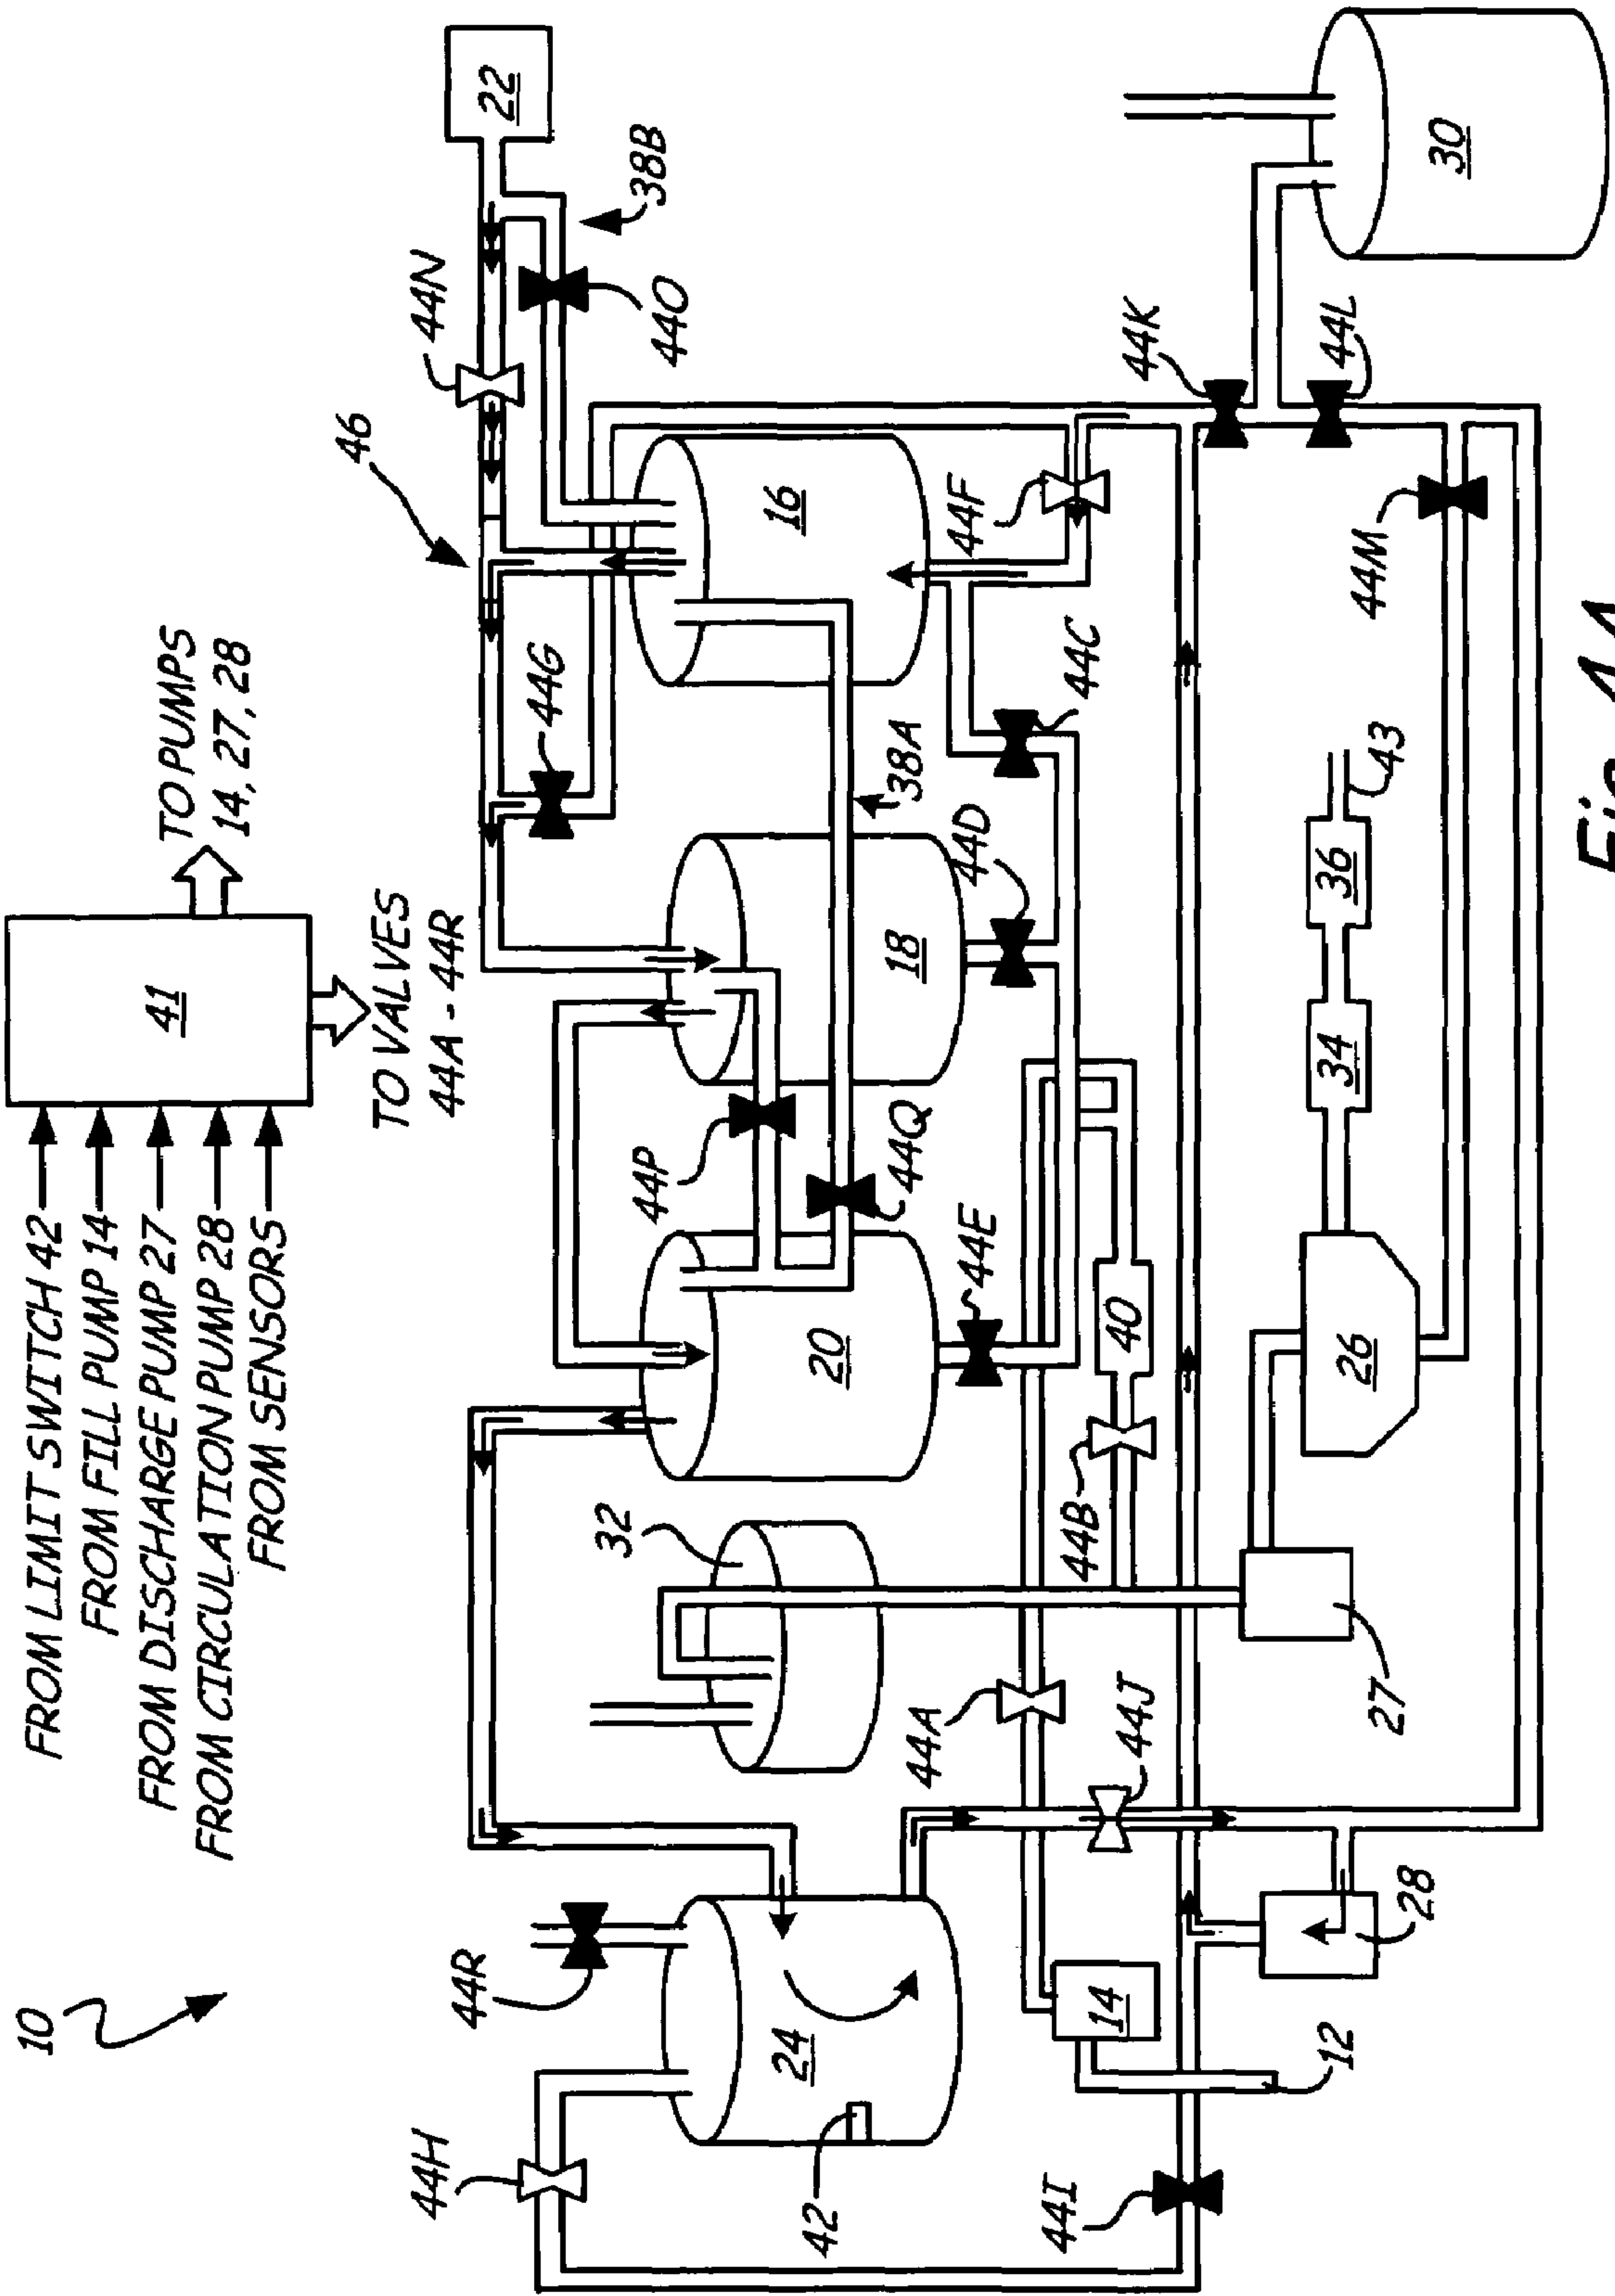 10
FROM LIMIT SWITCH 42
FROM FILL PUMP 14
FROM DISCHARGE PUMP 27
FROM CIRCULATION PUMP 28
FROM SENSORS
41
TO PUMPS
14, 27, 28
TO VALVES
44A - 44R
46
44N
22
38B
44O
44G
44P
44Q
38A
16
18
20
32
44R
44H
24
42
44F
44C
44D
44E
44K
44L
30
44A
44B
40
44J
14
12
44I
28
27
26
34
36
43
44M
Fig. 4A